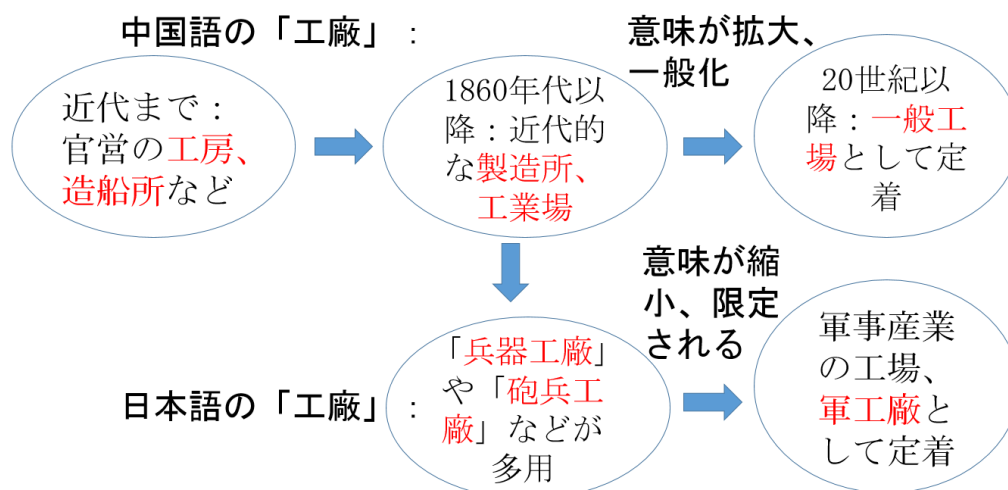 中国語の「工廠」：
意味が拡大、
一般化
近代まで：
官営の工房、
造船所など
1860年代以
降：近代的
な製造所、
工業場
20世紀以
降：一般工
場として定
着
意味が縮
小、限定
される
日本語の「工廠」：
「兵器工廠」
や「砲兵工
廠」などが
多用
軍事産業
の工場、
軍工廠と
して定着